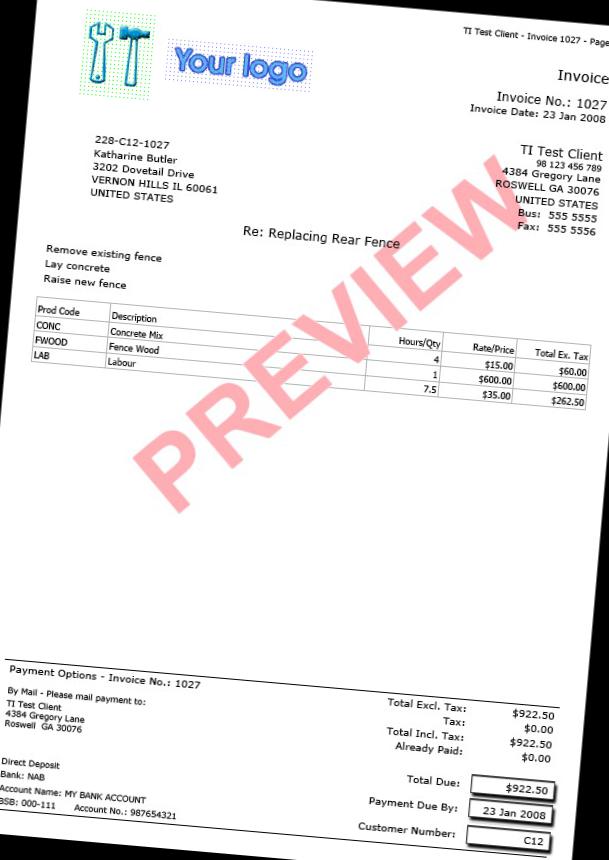 TI Test Client - Invoice 1027 - Page
Your logo
Invoice
Invoice No.: 1027
Invoice Date: 23 Jan 2008
228-C12-1027
Katharine Butler
3202 Dovetail Drive
VERNON HILLS IL 60061
UNITED STATES
TI Test Client
98 123 456 789
4384 Gregory Lane
ROSWELL GA 30076
UNITED STATES
Bus: 555 5555
Fax: 555 5556
Re: Replacing Rear Fence
Remove existing fence
Lay concrete
Raise new fence
Prod Code Description Hours/Qty Rate/Price Total Ex. Tax
CONC Concrete Mix 4 $15.00 $60.00
FWOOD Fence Wood 1 $600.00 $600.00
LAB Labour 7.5 $35.00 $262.50
PREVIEW
Payment Options - Invoice No.: 1027
By Mail - Please mail payment to:
TI Test Client
4384 Gregory Lane
Roswell GA 30076
Direct Deposit
Bank: NAB
Account Name: MY BANK ACCOUNT
BSB: 000-111 Account No.: 987654321
Total Excl. Tax: $922.50
Tax: $0.00
Total Incl. Tax: $922.50
Already Paid: $0.00
Total Due: $922.50
Payment Due By: 23 Jan 2008
Customer Number: C12